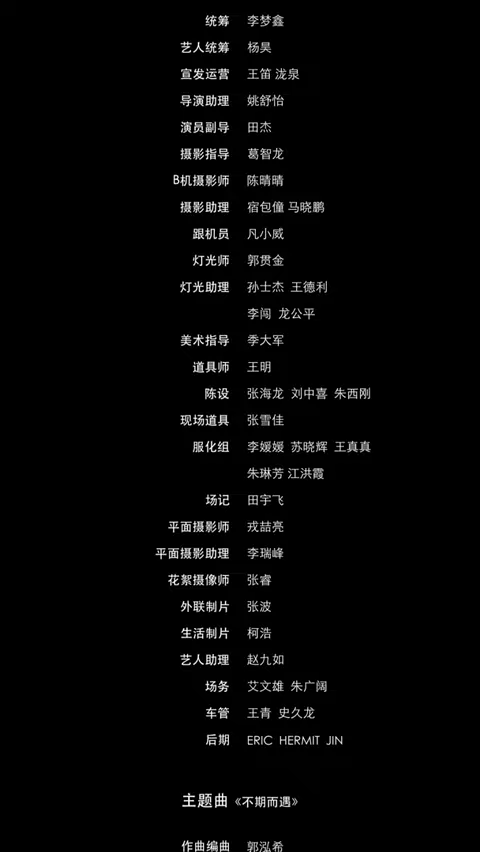 统筹 李梦鑫
艺人统筹 杨昊
宣发运营 王笛 泷泉
导演助理 姚舒怡
演员副导 田杰
摄影指导 葛智龙
B机摄影师 陈晴晴
摄影助理 宿包僮 马晓鹏
跟机员 凡小威
灯光师 郭贯金
灯光助理 孙士杰 王德利
李闯 龙公平
美术指导 季大军
道具师 王明
陈设 张海龙 刘中喜 朱西刚
现场道具 张雪佳
服化组 李媛媛 苏晓辉 王真真
朱琳芳 江洪霞
场记 田宇飞
平面摄影师 戎喆亮
平面摄影助理 李瑞峰
花絮摄像师 张睿
外联制片 张波
生活制片 柯浩
艺人助理 赵九如
场务 艾文雄 朱广阔
车管 王青 史久龙
后期 ERIC HERMIT JIN
主题曲《不期而遇》
作曲编曲 郭泓希